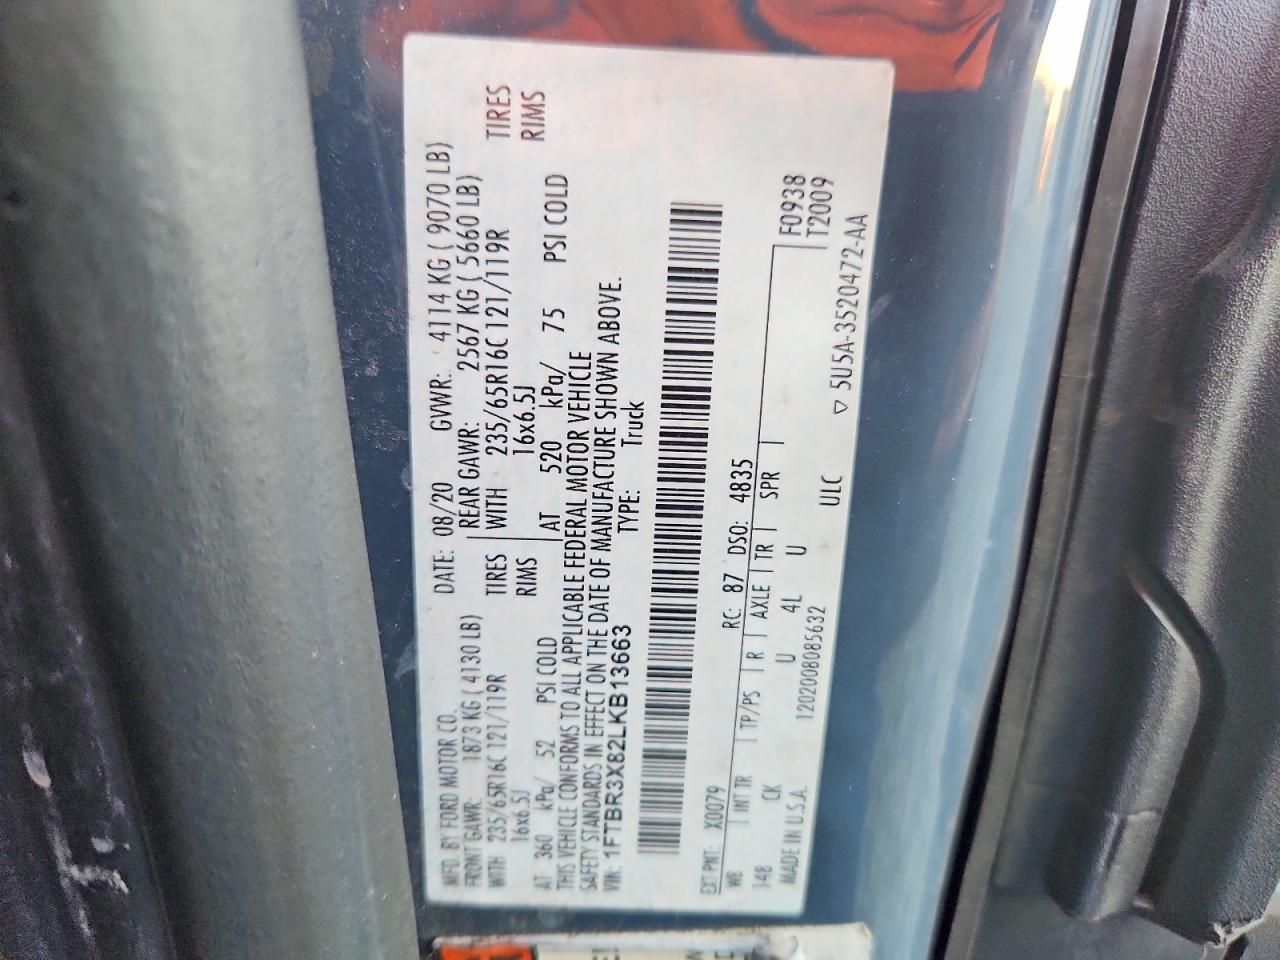 MFD. BY FORD MOTOR CO.
DATE: 08/20 GVWR: 4114 KG ( 9070 LB)
FRONT GAWR: 1873 KG ( 4130 LB)
REAR GAWR: 2567 KG ( 5660 LB)
WITH 235/65R16C 121/119R TIRES
WITH 235/65R16C 121/119R TIRES
16x6.5J RIMS
16x6.5J RIMS
AT 360 kPa/ 52 PSI COLD
AT 520 kPa/ 75 PSI COLD
THIS VEHICLE CONFORMS TO ALL APPLICABLE FEDERAL MOTOR VEHICLE
SAFETY STANDARDS IN EFFECT ON THE DATE OF MANUFACTURE SHOWN ABOVE.
VIN: 1FTBR3X82LKB13663 TYPE: Truck
EXT PNT: X0079 RC: 87 DSO: 4835
WB INT TR TP/PS R AXLE TR SPR F0938
148 CK U 4L U T2009
MADE IN U.S.A. 1202008085632 ULC ▽ 5U5A-3520472-AA